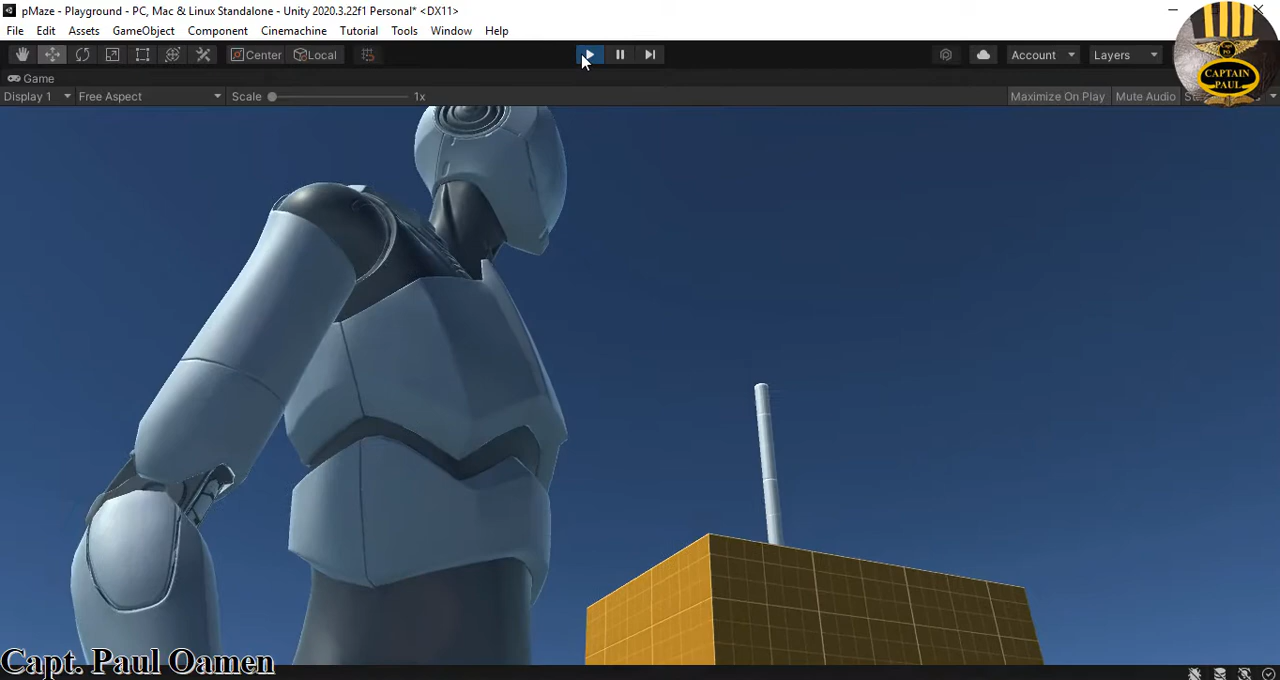 pMaze - Playground - PC, Mac & Linux Standalone - Unity 2020.3.22f1 Personal* <DX11>
File Edit Assets GameObject Component Cinemachine Tutorial Tools Window Help
Center Local Account Layers
Game
Display 1 Free Aspect Scale 1x Maximize On Play Mute Audio
CAPTAIN
PAUL
Capt. Paul Oamen